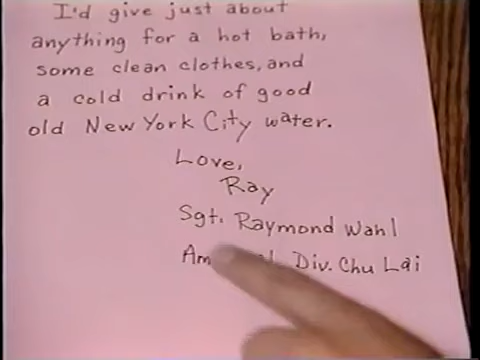 I'd give just about
anything for a hot bath,
some clean clothes, and
a cold drink of good
old New York City water.
Love,
Ray
Sgt. Raymond Wahl
Div. Chu Lai